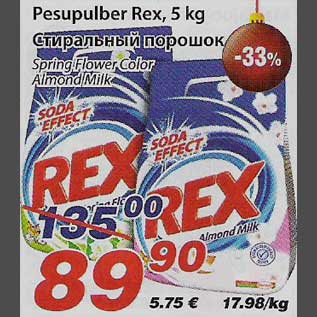 Pesupulber Rex, 5 kg
Стиральный порошок
Spring Flower, Color
Almond Milk
-33%
SODA
EFFECT
SODA
EFFECT
REX
REX
Almond Milk
135 00
89 90
5.75 € 17.98/kg